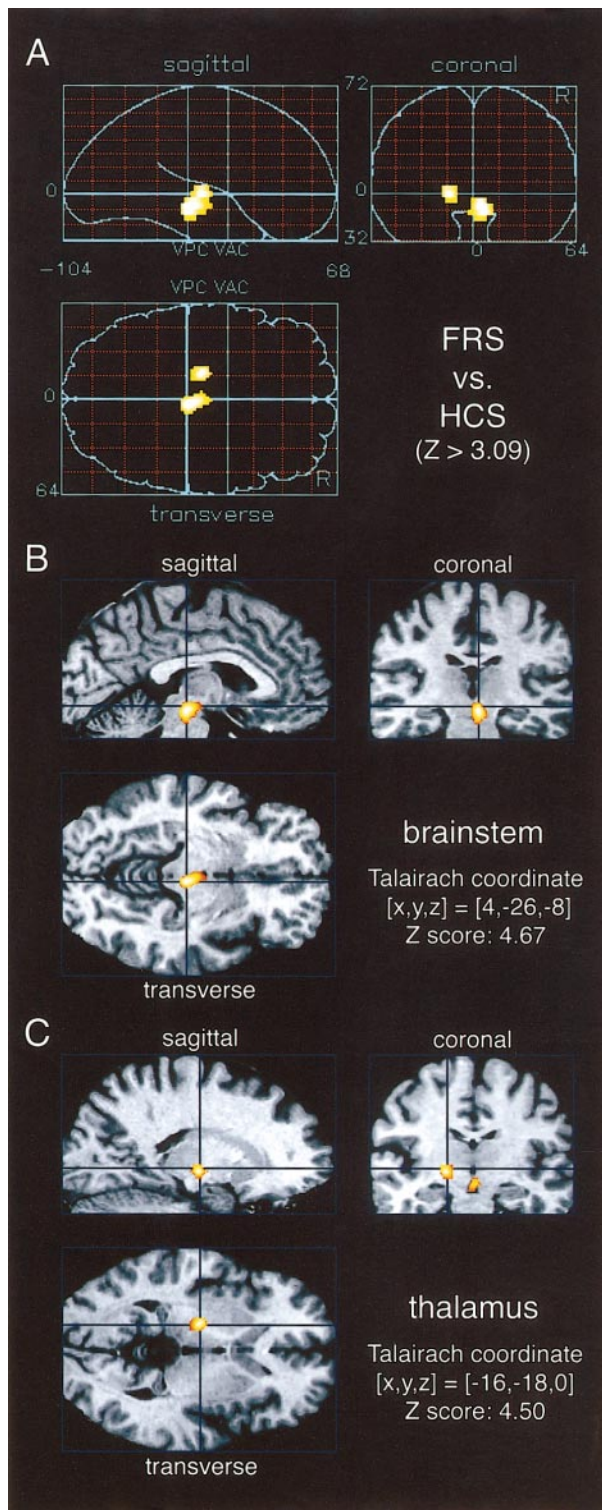 A
sagittal
coronal
72
R
0
0
32
VPC VAC
-104
68
0
64
VPC VAC
0
R
64
transverse
FRS
vs.
HCS
(Z > 3.09)
B
sagittal
coronal
brainstem
Talairach coordinate
[x,y,z] = [4,-26,-8]
Z score: 4.67
transverse
C
sagittal
coronal
thalamus
Talairach coordinate
[x,y,z] = [-16,-18,0]
Z score: 4.50
transverse